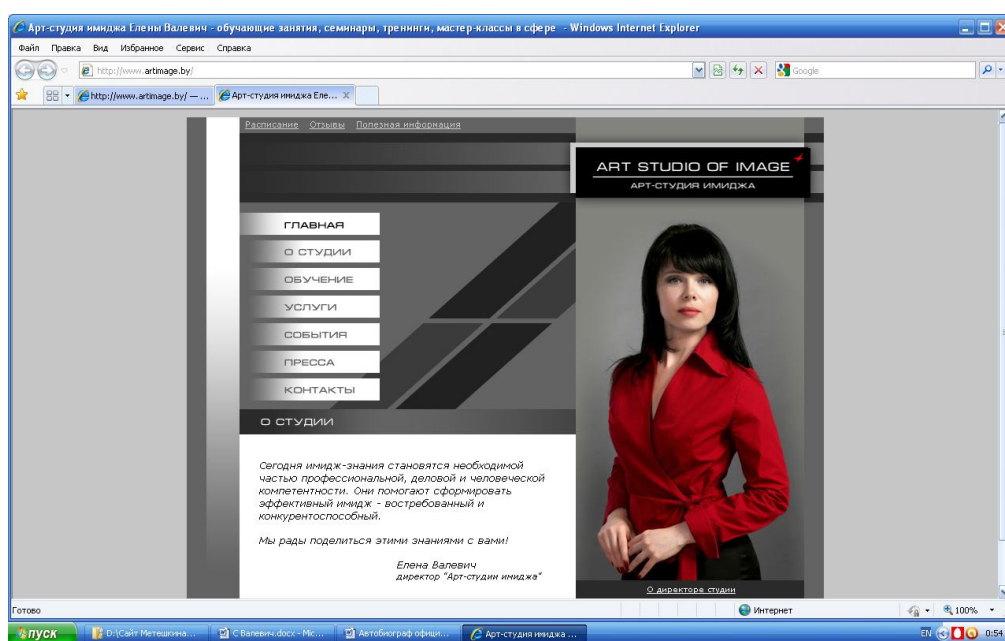 Арт-студия имиджа Елены Валевич - обучающие занятия, семинары, тренинги, мастер-классы в сфере - Windows Internet Explorer
Файл Правка Вид Избранное Сервис Справка
http://www.artimage.by/
Google
http://www.artimage.by/ — ...
Арт-студия имиджа Еле...
Расписание Отзывы Полезная информация
ART STUDIO OF IMAGE
АРТ-СТУДИЯ ИМИДЖА
ГЛАВНАЯ
О СТУДИИ
ОБУЧЕНИЕ
УСЛУГИ
СОБЫТИЯ
ПРЕССА
КОНТАКТЫ
О СТУДИИ
Сегодня имидж-знания становятся необходимой
частью профессиональной, деловой и человеческой
компетентности. Они помогают сформировать
эффективный имидж - востребованный и
конкурентоспособный.
Мы рады поделиться этими знаниями с вами!
Елена Валевич
директор "Арт-студии имиджа"
О директоре студии
Готово
Интернет
100%
пуск
D:\Сайт Метешкина...
С Валевич.docx - Mic...
Автобиограф офици...
Арт-студия имиджа ...
EN
0:54